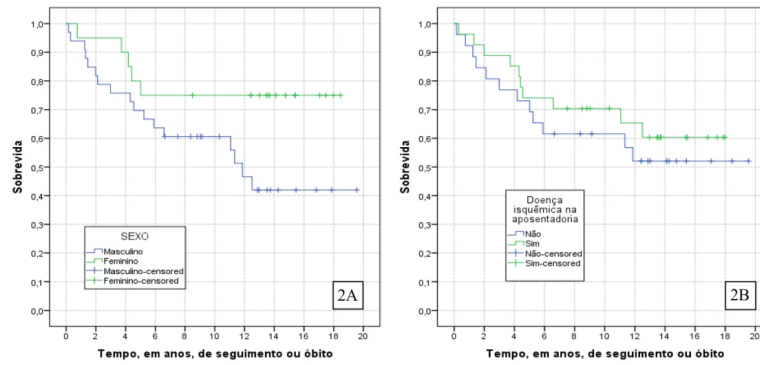 1,0
0,9
0,8
0,7
0,6
0,5
0,4
0,3
0,2
0,1
0,0
Sobrevida
SEXO
Masculino
Feminino
Masculino-censored
Feminino-censored
2A
0 2 4 6 8 10 12 14 16 18 20
Tempo, em anos, de seguimento ou óbito
1,0
0,9
0,8
0,7
0,6
0,5
0,4
0,3
0,2
0,1
0,0
Sobrevida
Doença
isquêmica na
aposentadoria
Não
Sim
Não-censored
Sim-censored
2B
0 2 4 6 8 10 12 14 16 18 20
Tempo, em anos, de seguimento ou óbito